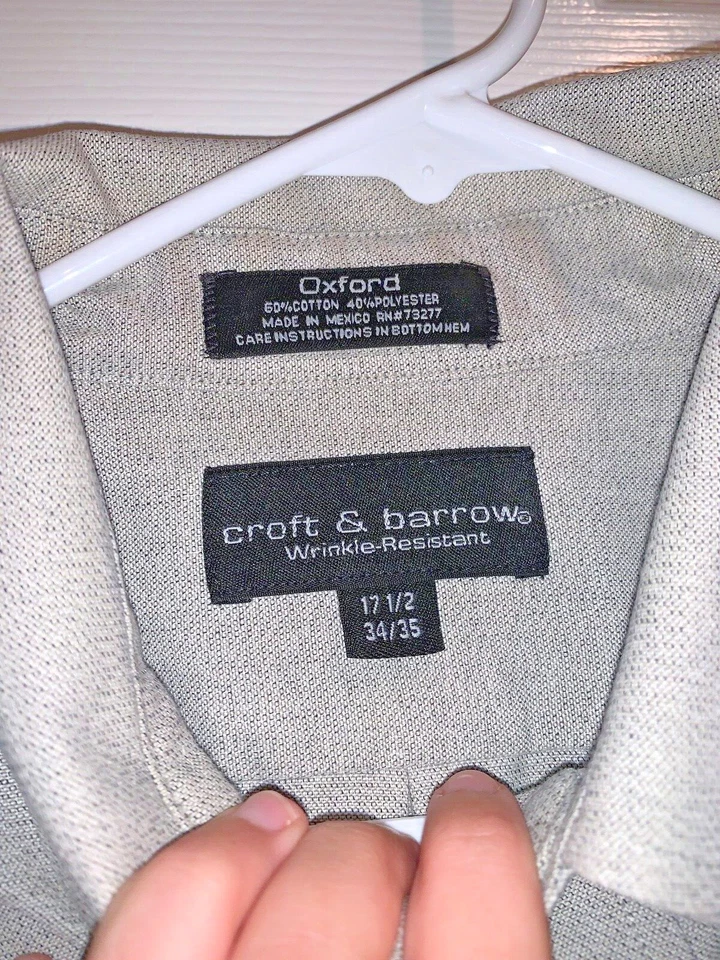 Oxford
60%COTTON 40%POLYESTER
MADE IN MEXICO RN#73277
CARE INSTRUCTIONS IN BOTTOM HEM
croft & barrow®
Wrinkle-Resistant
17 1/2
34/35